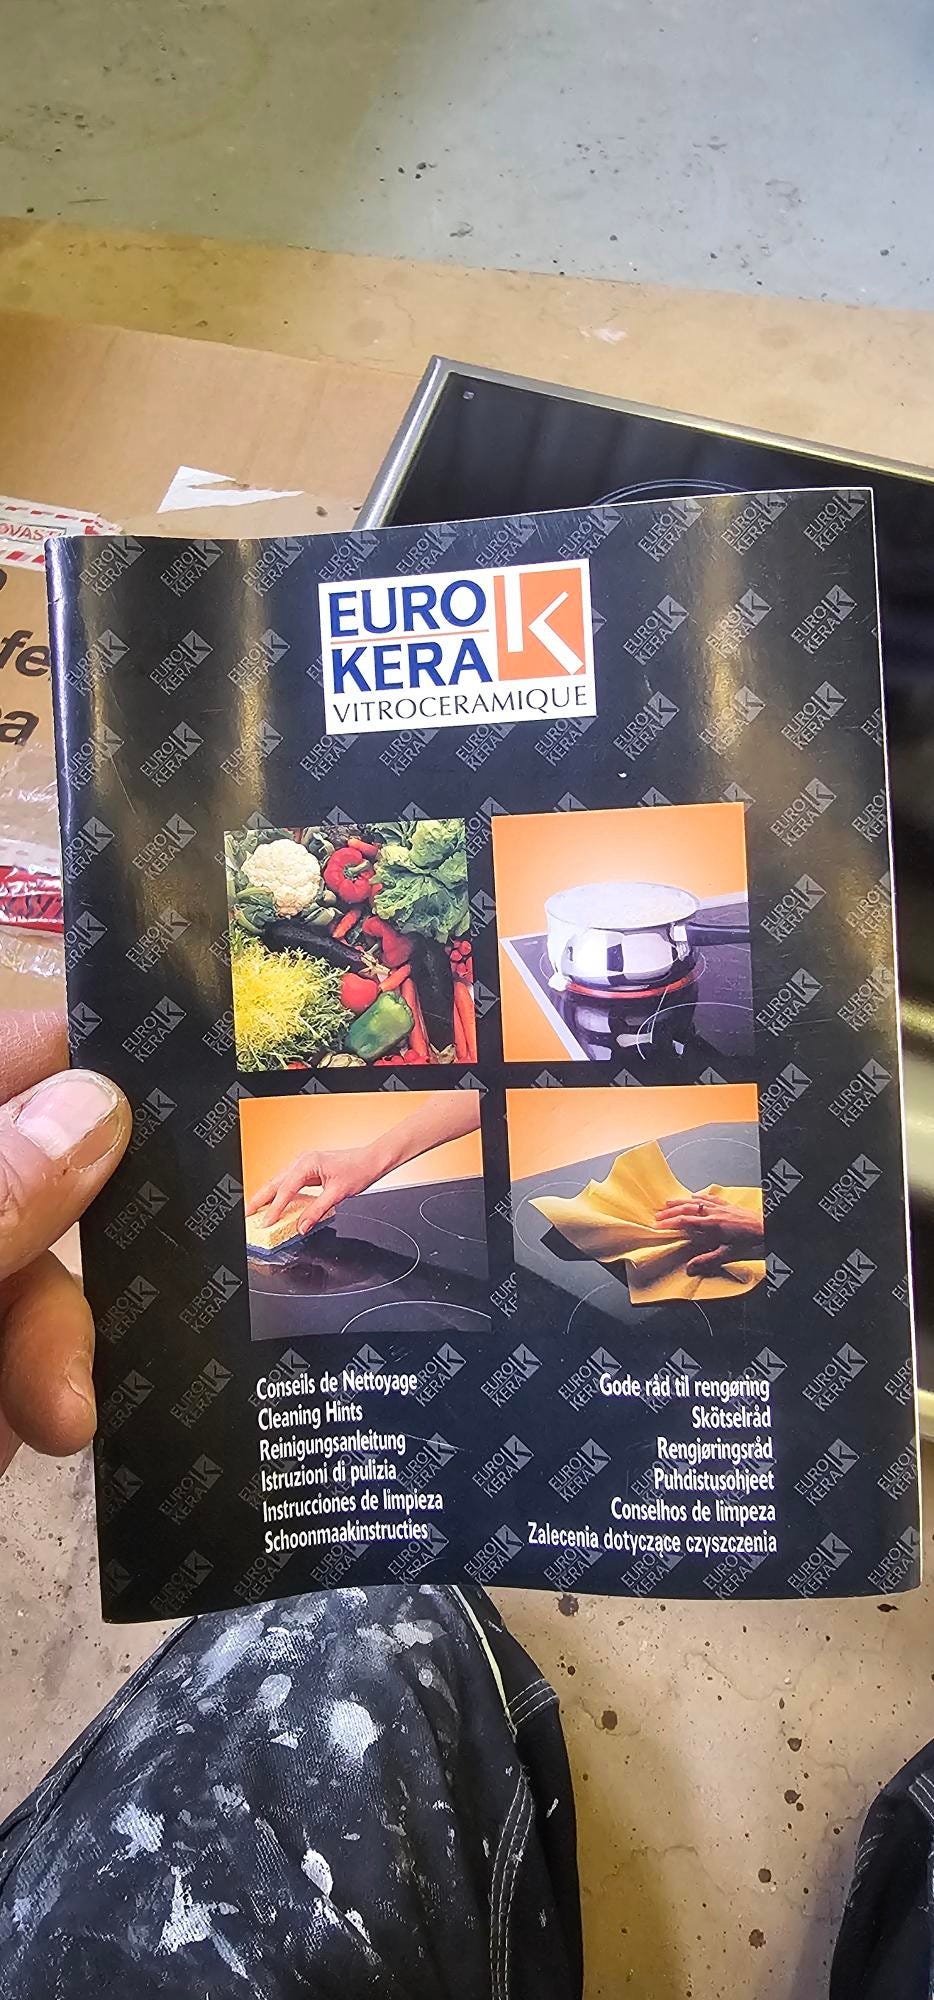 EURO
KERA
VITROCERAMIQUE
Conseils de Nettoyage
Cleaning Hints
Reinigungsanleitung
Istruzioni di pulizia
Instrucciones de limpieza
Schoonmaakinstructies
Gode råd til rengøring
Skötselråd
Rengjøringsråd
Puhdistusohjeet
Conselhos de limpeza
Zalecenia dotyczące czyszczenia